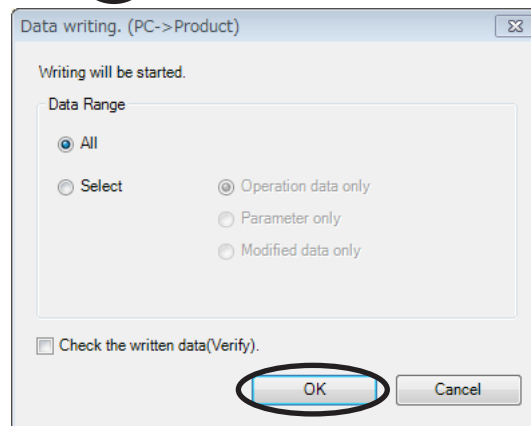 Data writing. (PC->Product)
Writing will be started.
Data Range
All
Select
Operation data only
Parameter only
Modified data only
Check the written data(Verify).
OK
Cancel